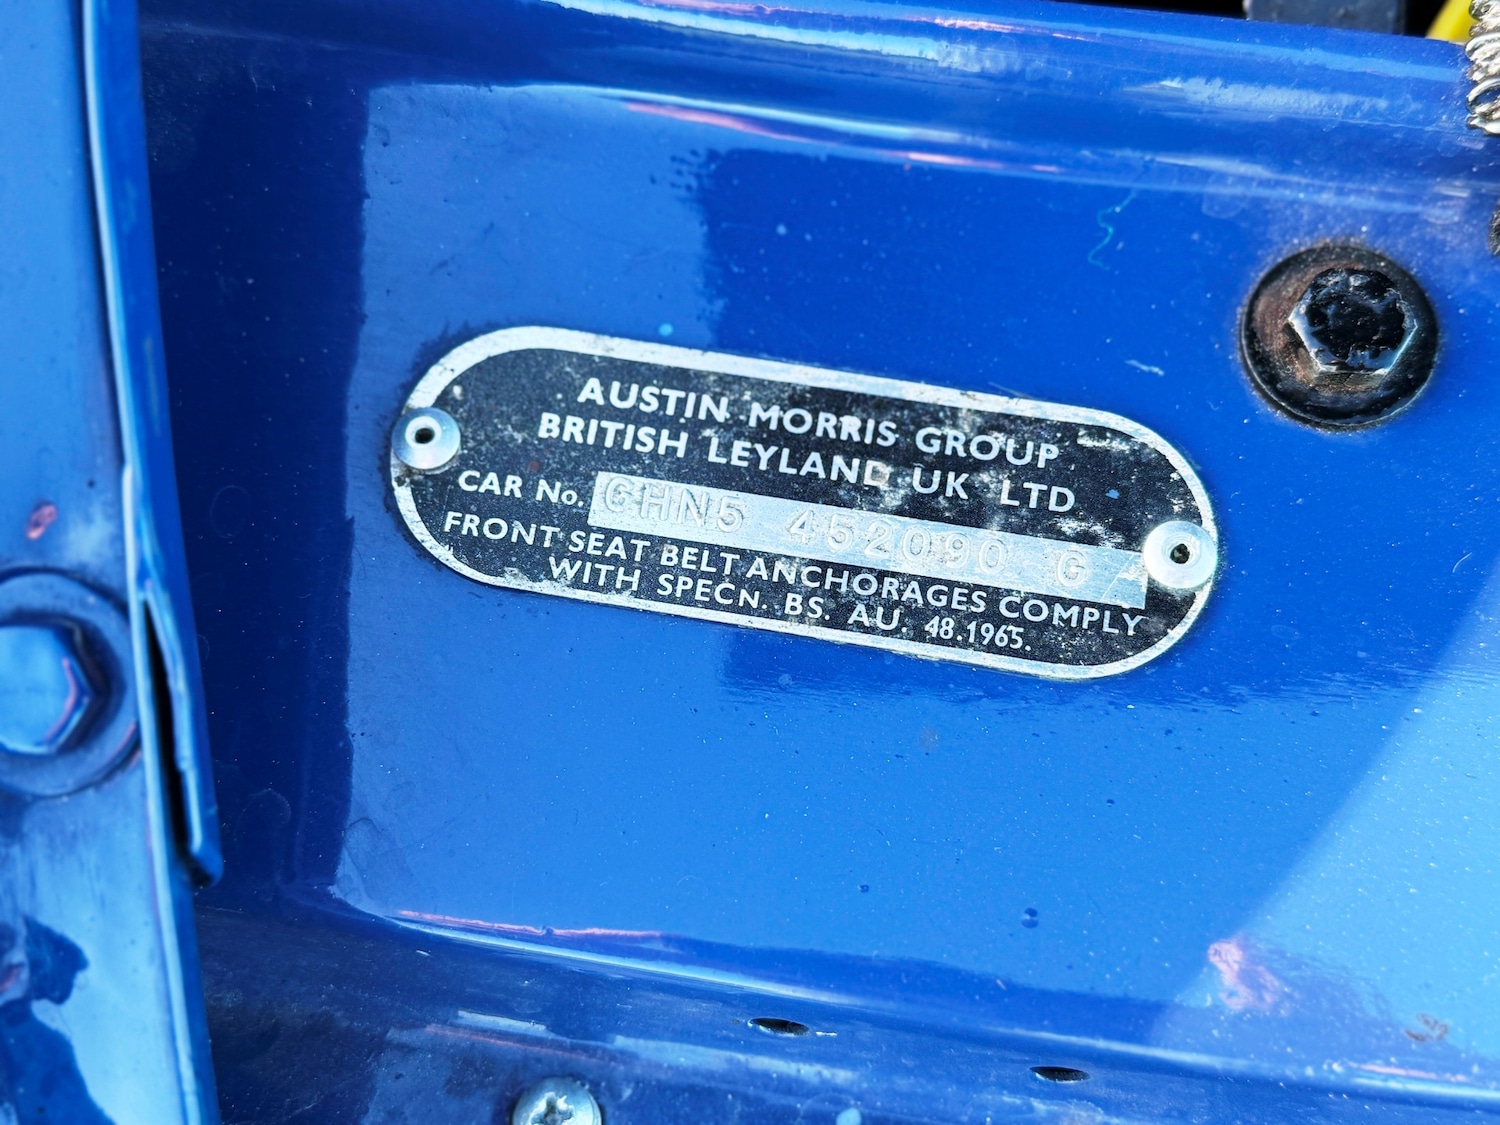 AUSTIN MORRIS GROUP
BRITISH LEYLAND UK LTD
CAR No. GHN5 452090 G
FRONT SEAT BELT ANCHORAGES COMPLY
WITH SPECN. BS. AU. 48.1965.